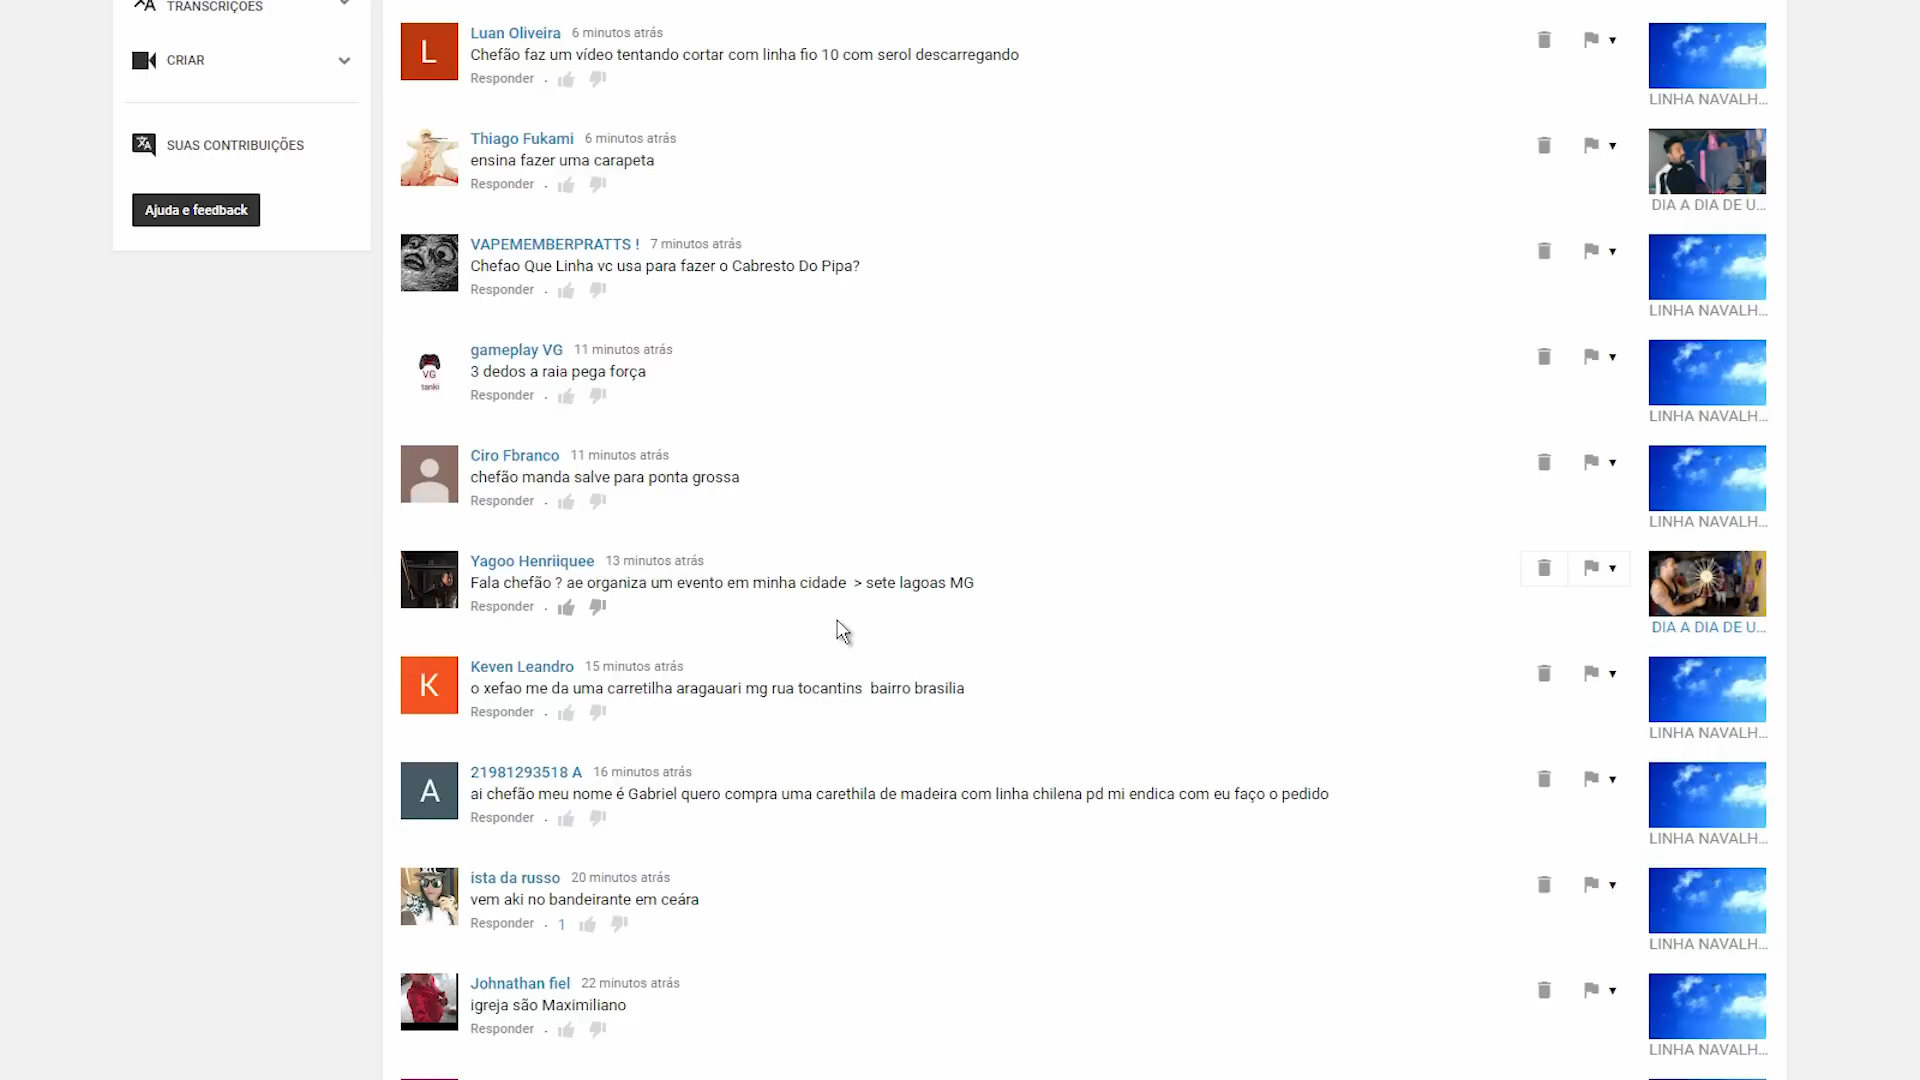 TRANSCRIÇÕES
CRIAR
SUAS CONTRIBUIÇÕES
Ajuda e feedback
L
Luan Oliveira 6 minutos atrás
Chefão faz um vídeo tentando cortar com linha fio 10 com serol descarregando
Responder .
LINHA NAVALH...
Thiago Fukami 6 minutos atrás
ensina fazer uma carapeta
Responder .
DIA A DIA DE U...
VAPEMEMBERPRATTS ! 7 minutos atrás
Chefao Que Linha vc usa para fazer o Cabresto Do Pipa?
Responder .
LINHA NAVALH...
VG
tanki
gameplay VG 11 minutos atrás
3 dedos a raia pega força
Responder .
LINHA NAVALH...
Ciro Fbranco 11 minutos atrás
chefão manda salve para ponta grossa
Responder .
LINHA NAVALH...
Yagoo Henriiquee 13 minutos atrás
Fala chefão ? ae organiza um evento em minha cidade > sete lagoas MG
Responder .
DIA A DIA DE U...
K
Keven Leandro 15 minutos atrás
o xefao me da uma carretilha aragauari mg rua tocantins bairro brasilia
Responder .
LINHA NAVALH...
A
21981293518 A 16 minutos atrás
ai chefão meu nome é Gabriel quero compra uma carethila de madeira com linha chilena pd mi endica com eu faço o pedido
Responder .
LINHA NAVALH...
ista da russo 20 minutos atrás
vem aki no bandeirante em ceára
Responder . 1
LINHA NAVALH...
Johnathan fiel 22 minutos atrás
igreja são Maximiliano
Responder .
LINHA NAVALH...